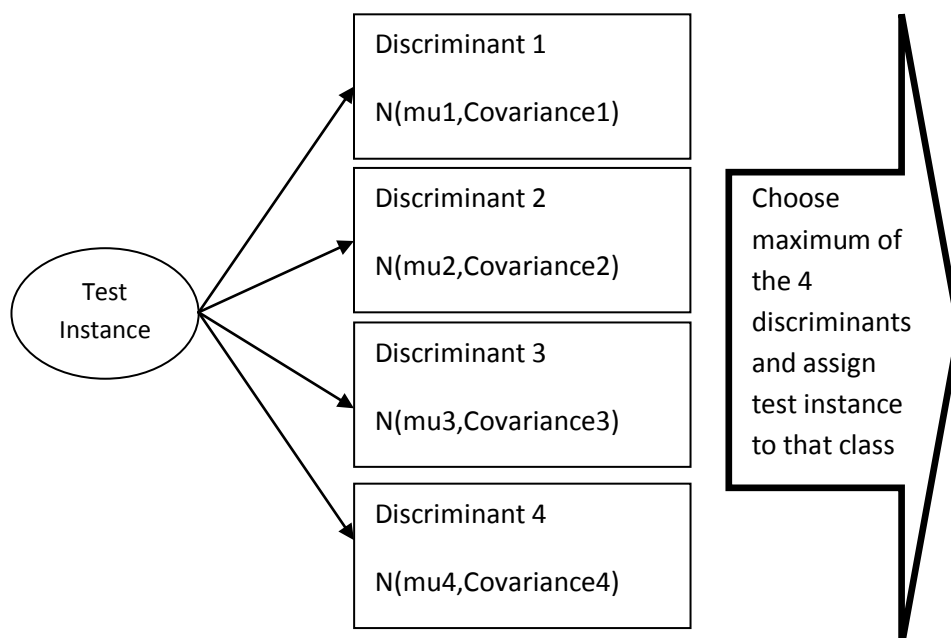 Test
Instance
Discriminant 1
N(mu1,Covariance1)
Discriminant 2
N(mu2,Covariance2)
Discriminant 3
N(mu3,Covariance3)
Discriminant 4
N(mu4,Covariance4)
Choose
maximum of
the 4
discriminants
and assign
test instance
to that class